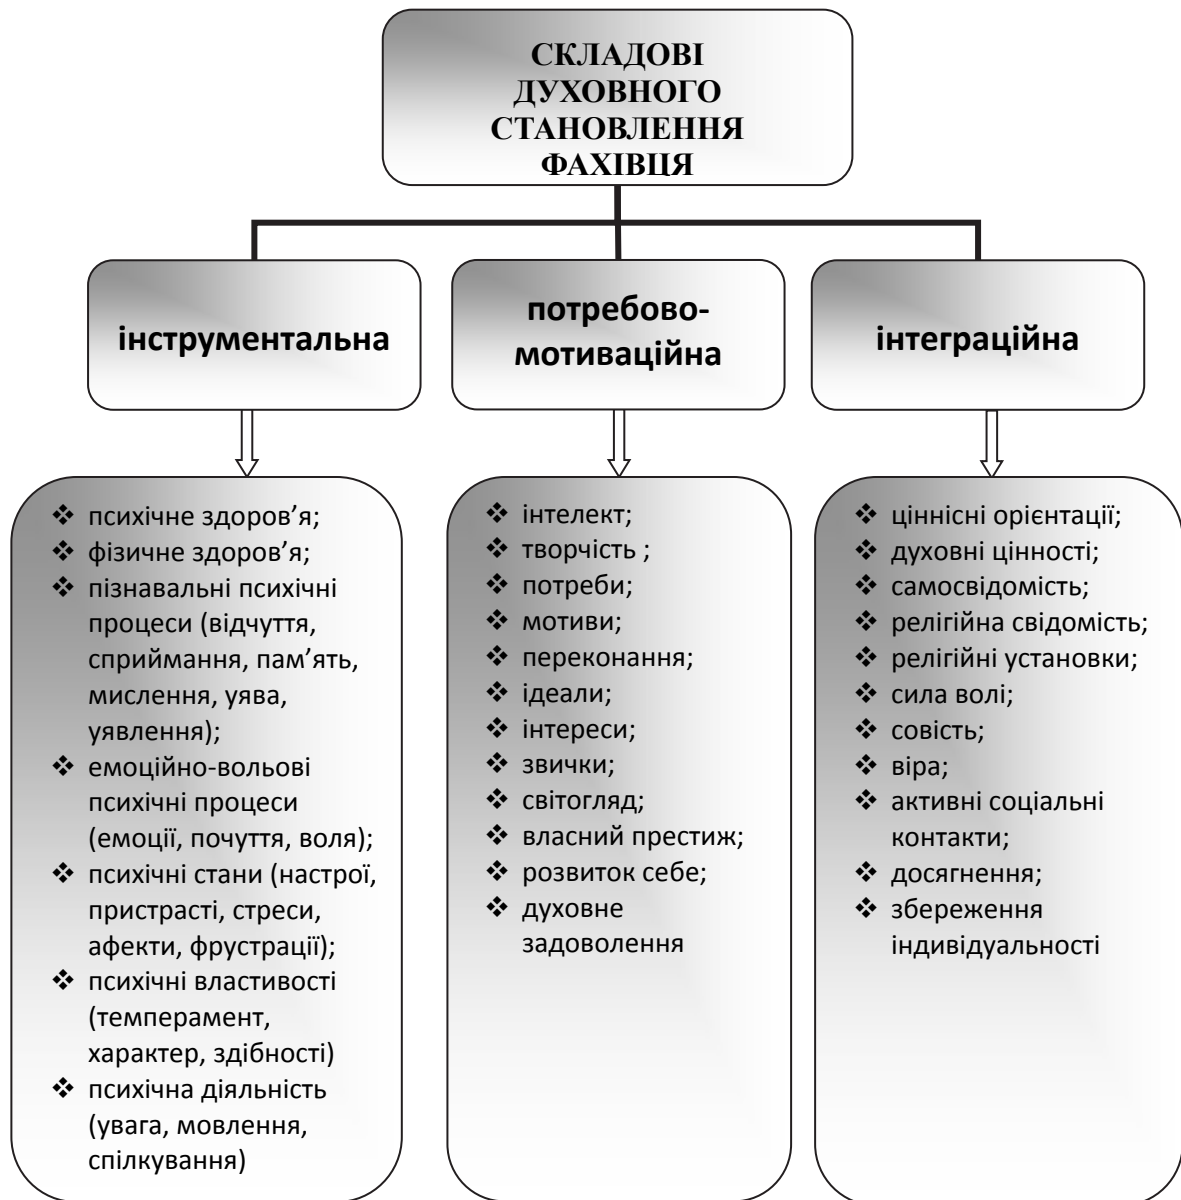 СКЛАДОВІ
ДУХОВНОГО
СТАНОВЛЕННЯ
ФАХІВЦЯ
інструментальна
потребово-
мотиваційна
інтеграційна
❖ психічне здоров’я;
❖ фізичне здоров’я;
❖ пізнавальні психічні
процеси (відчуття,
сприймання, пам’ять,
мислення, уява,
уявлення);
❖ емоційно-вольові
психічні процеси
(емоції, почуття, воля);
❖ психічні стани (настрої,
пристрасті, стреси,
афекти, фрустрації);
❖ психічні властивості
(темперамент,
характер, здібності)
❖ психічна діяльність
(увага, мовлення,
спілкування)
❖ інтелект;
❖ творчість ;
❖ потреби;
❖ мотиви;
❖ переконання;
❖ ідеали;
❖ інтереси;
❖ звички;
❖ світогляд;
❖ власний престиж;
❖ розвиток себе;
❖ духовне
задоволення
❖ ціннісні орієнтації;
❖ духовні цінності;
❖ самосвідомість;
❖ релігійна свідомість;
❖ релігійні установки;
❖ сила волі;
❖ совість;
❖ віра;
❖ активні соціальні
контакти;
❖ досягнення;
❖ збереження
індивідуальності